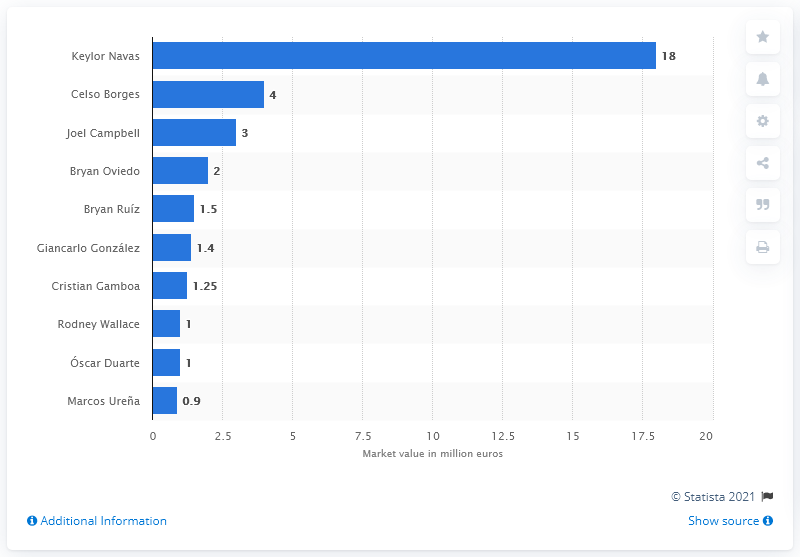 Keylor Navas 18
Celso Borges 4
Joel Campbell 3
Bryan Oviedo 2
Bryan Ruíz 1.5
Giancarlo González 1.4
Cristian Gamboa 1.25
Rodney Wallace 1
Óscar Duarte 1
Marcos Ureña 0.9
0 2.5 5 7.5 10 12.5 15 17.5 20
Market value in million euros
© Statista 2021
Additional Information Show source